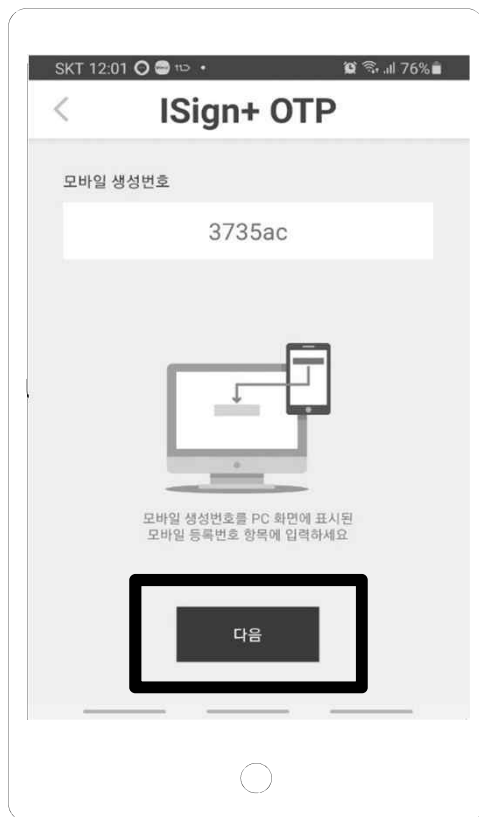 SKT 12:01
76%
ISign+ OTP
모바일 생성번호
3735ac
모바일 생성번호를 PC 화면에 표시된
모바일 등록번호 항목에 입력하세요
다음